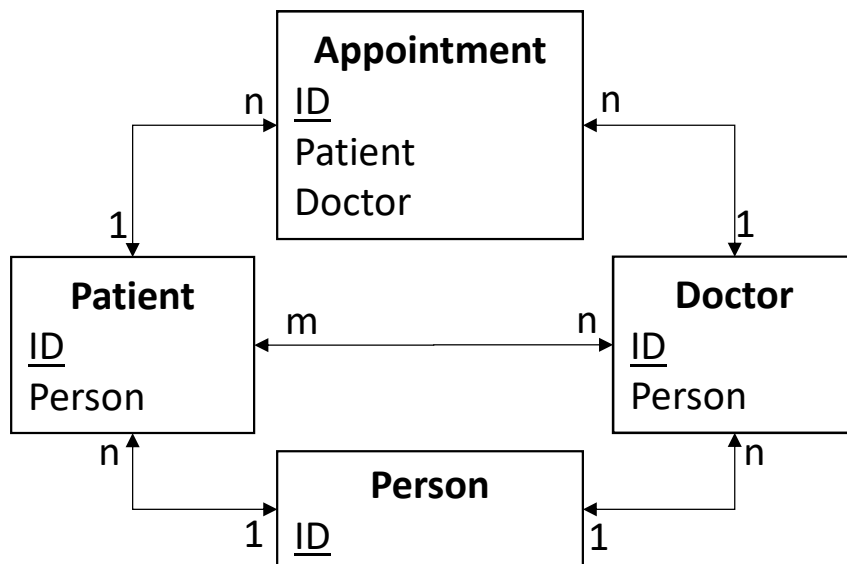 Appointment
ID
Patient
Doctor
n
n
1
1
Patient
ID
Person
m
n
Doctor
ID
Person
n
n
Person
ID
1
1